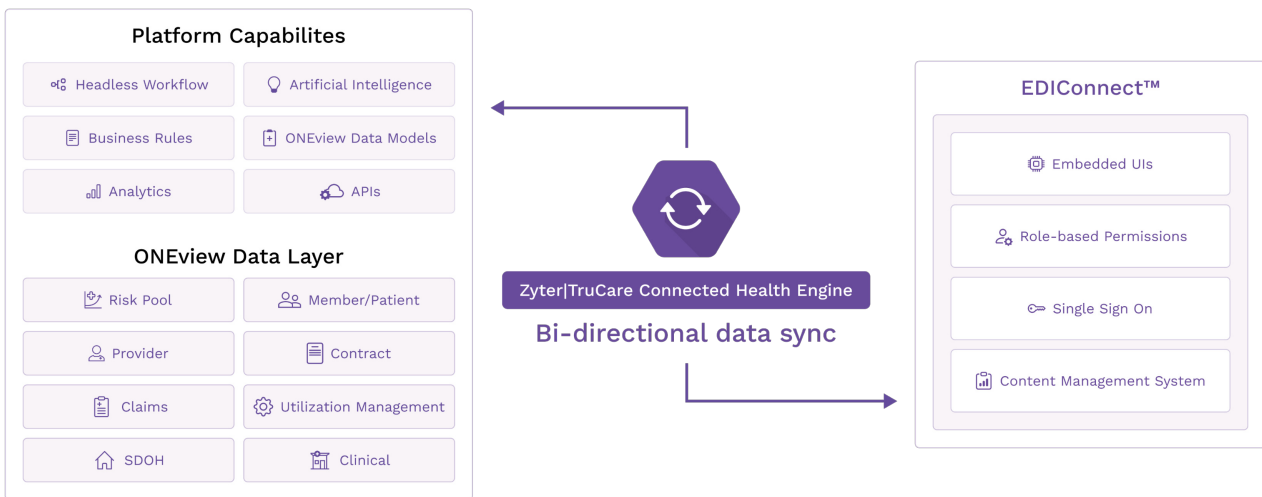 Platform Capabilites
Headless Workflow
Artificial Intelligence
Business Rules
ONEview Data Models
Analytics
APIs
ONEview Data Layer
Risk Pool
Member/Patient
Provider
Contract
Claims
Utilization Management
SDOH
Clinical
Zyter|TruCare Connected Health Engine
Bi-directional data sync
EDIConnect™
Embedded UIs
Role-based Permissions
Single Sign On
Content Management System